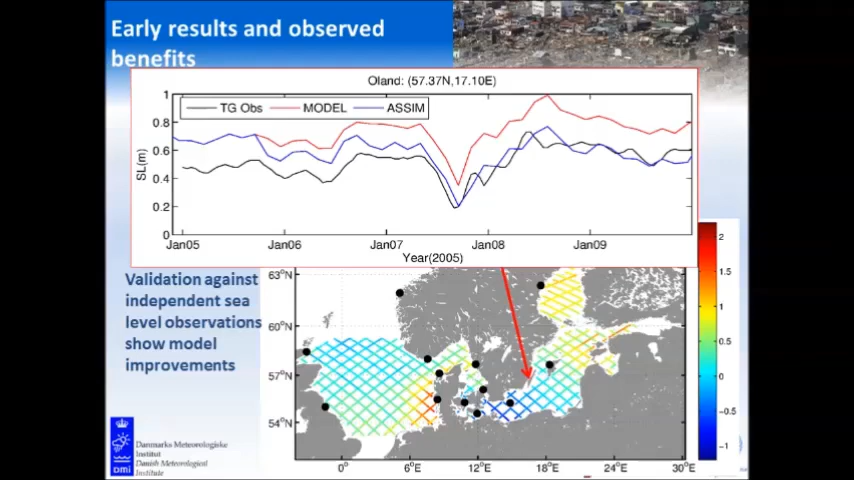 Early results and observed
benefits
Oland: (57.37N,17.10E)
TG Obs MODEL ASSIM
SL(m)
1
0.8
0.6
0.4
0.2
0
Jan05 Jan06 Jan07 Jan08 Jan09
Year(2005)
Validation against
independent sea
level observations
show model
improvements
63°N
60°N
57°N
54°N
0° 6°E 12°E 18°E 24°E 30°E
2
1.5
1
0.5
0
−0.5
−1
Danmarks Meteorologiske
Institut
Danish Meteorological
Institute
DMI